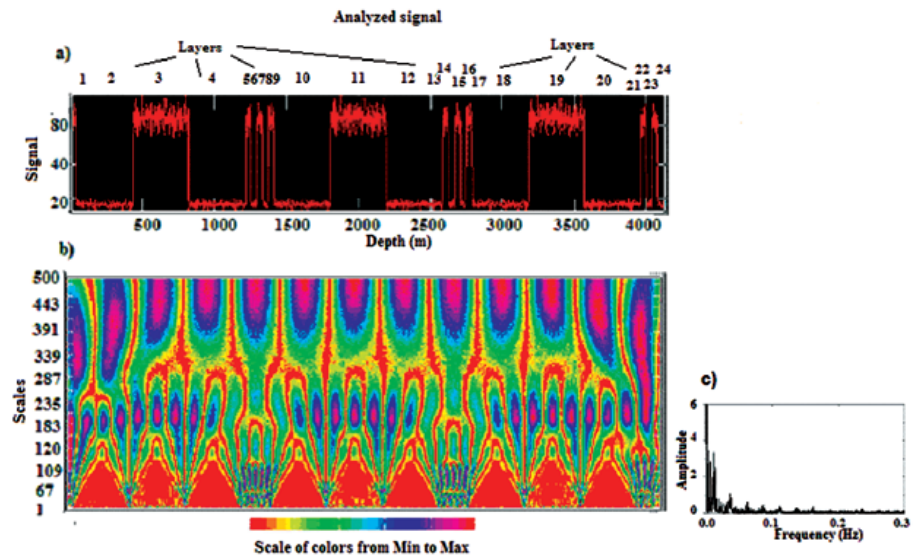 Analyzed signal
a)
Layers
Layers
1 2 3 4 56789 10 11 12 13 14 15 16 17 18 19 20 21 22 23 24
Signal
80
40
20
500 1000 1500 2000 2500 3000 3500 4000
Depth (m)
b)
Scales
500
443
391
339
287
235
183
120
109
67
1
Scale of colors from Min to Max
c)
Amplitude
6
4
2
0
0.0 0.1 0.2 0.3
Frequency (Hz)